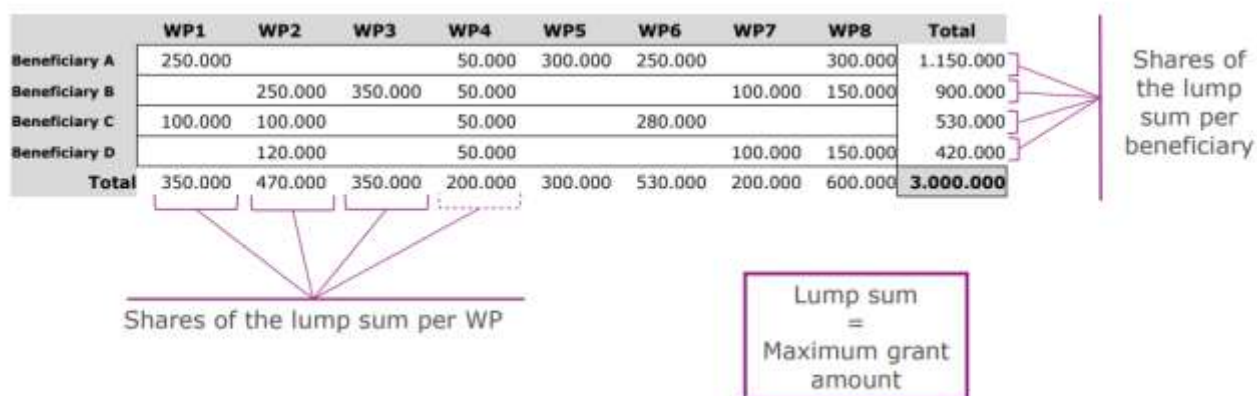 WP1 WP2 WP3 WP4 WP5 WP6 WP7 WP8 Total
Beneficiary A 250.000 50.000 300.000 250.000 300.000 1.150.000
Beneficiary B 250.000 350.000 50.000 100.000 150.000 900.000
Beneficiary C 100.000 100.000 50.000 280.000 530.000
Beneficiary D 120.000 50.000 100.000 150.000 420.000
Total 350.000 470.000 350.000 200.000 300.000 530.000 200.000 600.000 3.000.000
Shares of
the lump
sum per
beneficiary
Shares of the lump sum per WP
Lump sum
=
Maximum grant
amount